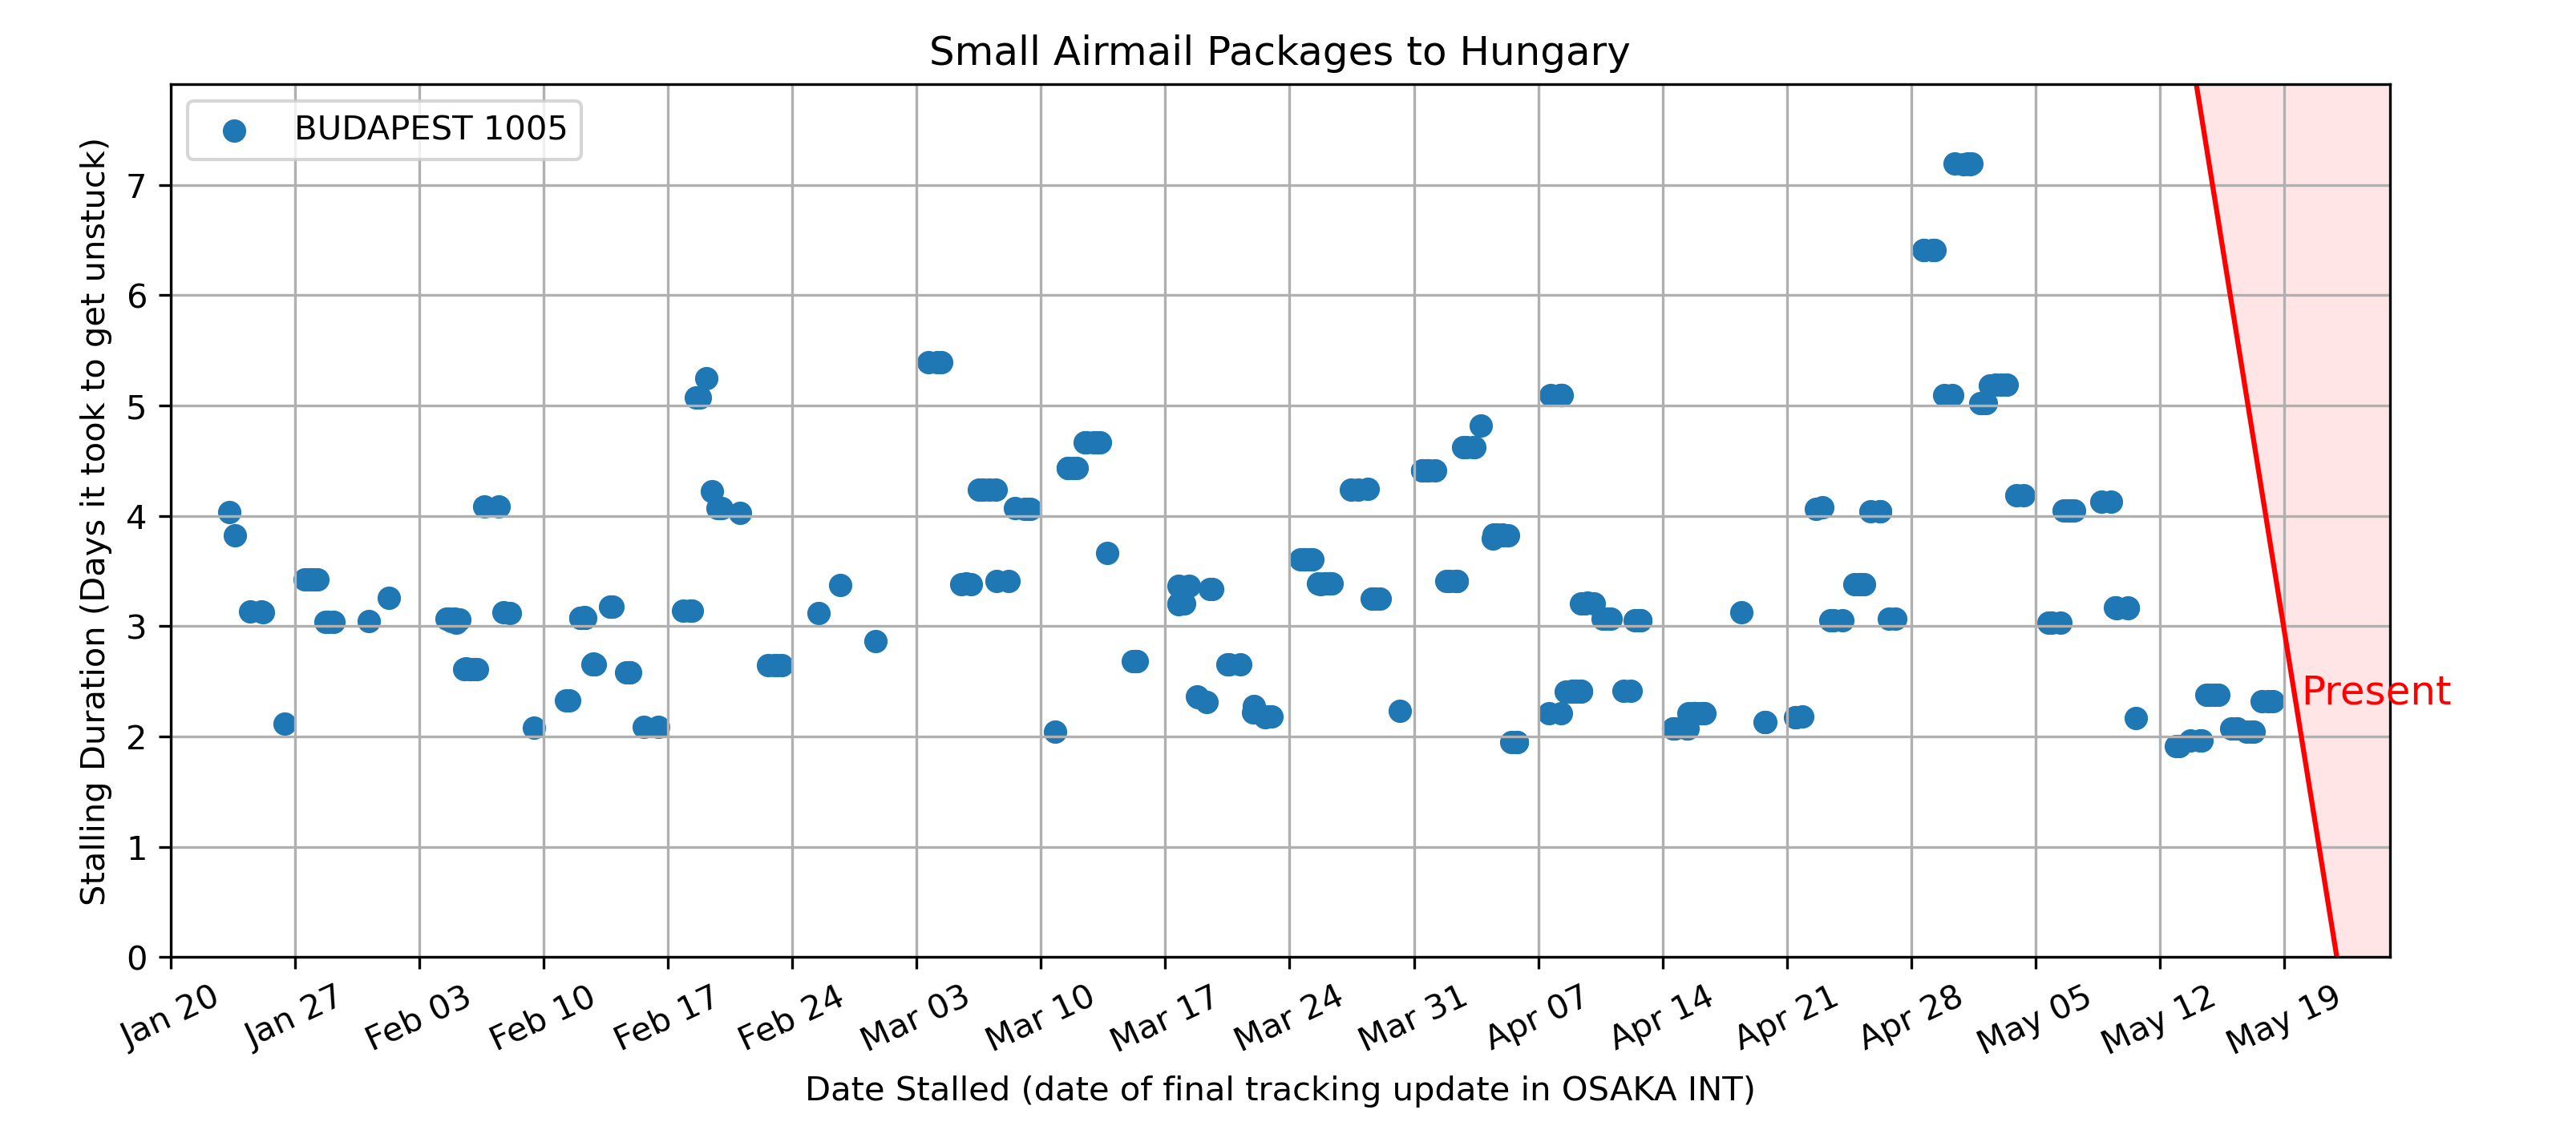 Small Airmail Packages to Hungary
BUDAPEST 1005
Stalling Duration (Days it took to get unstuck)
7
6
5
4
3
2
1
0
Present
Jan 20
Jan 27
Feb 03
Feb 10
Feb 17
Feb 24
Mar 03
Mar 10
Mar 17
Mar 24
Mar 31
Apr 07
Apr 14
Apr 21
Apr 28
May 05
May 12
May 19
Date Stalled (date of final tracking update in OSAKA INT)